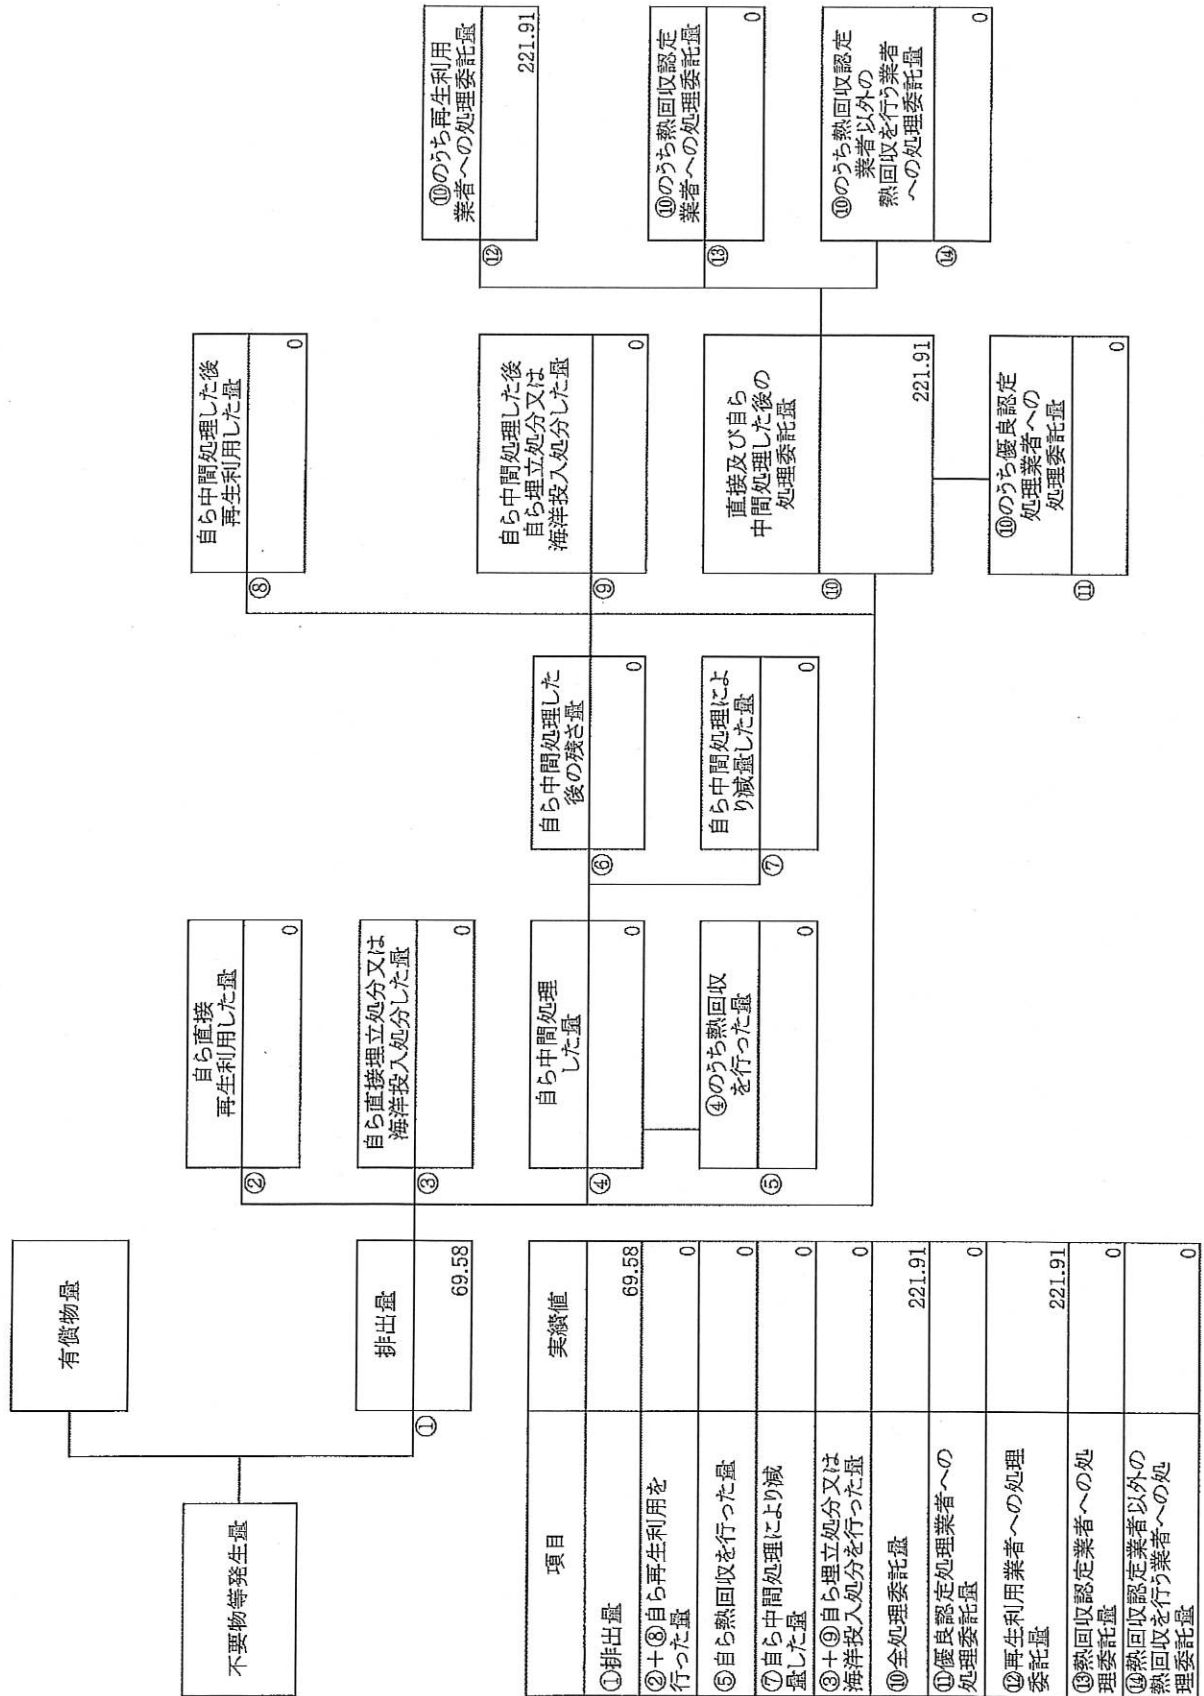 不要物等発生量
有償物量
①
排出量
69.58
②
自ら直接
再生利用した量
0
③
自ら直接埋立処分又は
海洋投入処分した量
0
④
自ら中間処理
した量
0
⑤
④のうち熱回収
を行った量
0
⑥
自ら中間処理した
後の残さ量
0
⑦
自ら中間処理によ
り減量した量
0
⑧
自ら中間処理した後
再生利用した量
0
⑨
自ら中間処理した後
自ら埋立処分又は
海洋投入処分した量
0
⑩
直接及び自ら
中間処理した後の
処理委託量
221.91
⑪
⑩のうち優良認定
処理業者への
処理委託量
0
⑫
⑩のうち再生利用
業者への処理委託量
221.91
⑬
⑩のうち熱回収認定
業者への処理委託量
0
⑭
⑩のうち熱回収認定
業者以外の
熱回収を行う業者
への処理委託量
0
項目 実績値
①排出量 69.58
②+⑧自ら再生利用を
行った量 0
⑤自ら熱回収を行った量 0
⑦自ら中間処理により減
量した量 0
③+⑨自ら埋立処分又は
海洋投入処分を行った量 0
⑩全処理委託量 221.91
⑪優良認定処理業者への
処理委託量 0
⑫再生利用業者への処理
委託量 221.91
⑬熱回収認定業者への処
理委託量 0
⑭熱回収認定業者以外の
熱回収を行う業者への処
理委託量 0